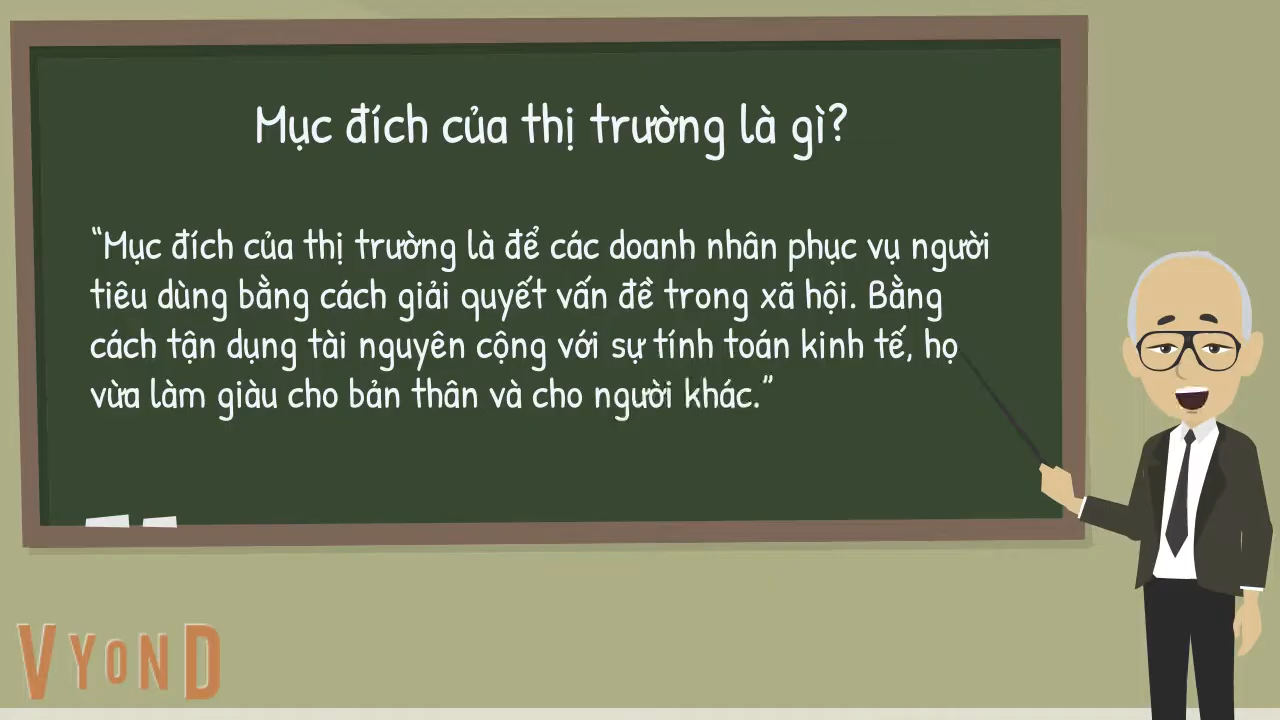 Mục đích của thị trường là gì?
“Mục đích của thị trường là để các doanh nhân phục vụ người
tiêu dùng bằng cách giải quyết vấn đề trong xã hội. Bằng
cách tận dụng tài nguyên cộng với sự tính toán kinh tế, họ
vừa làm giàu cho bản thân và cho người khác.”
VYOND